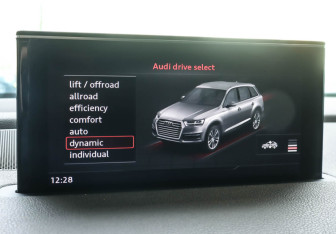 Audi drive select
lift / offroad
allroad
efficiency
comfort
auto
dynamic
individual
12:28